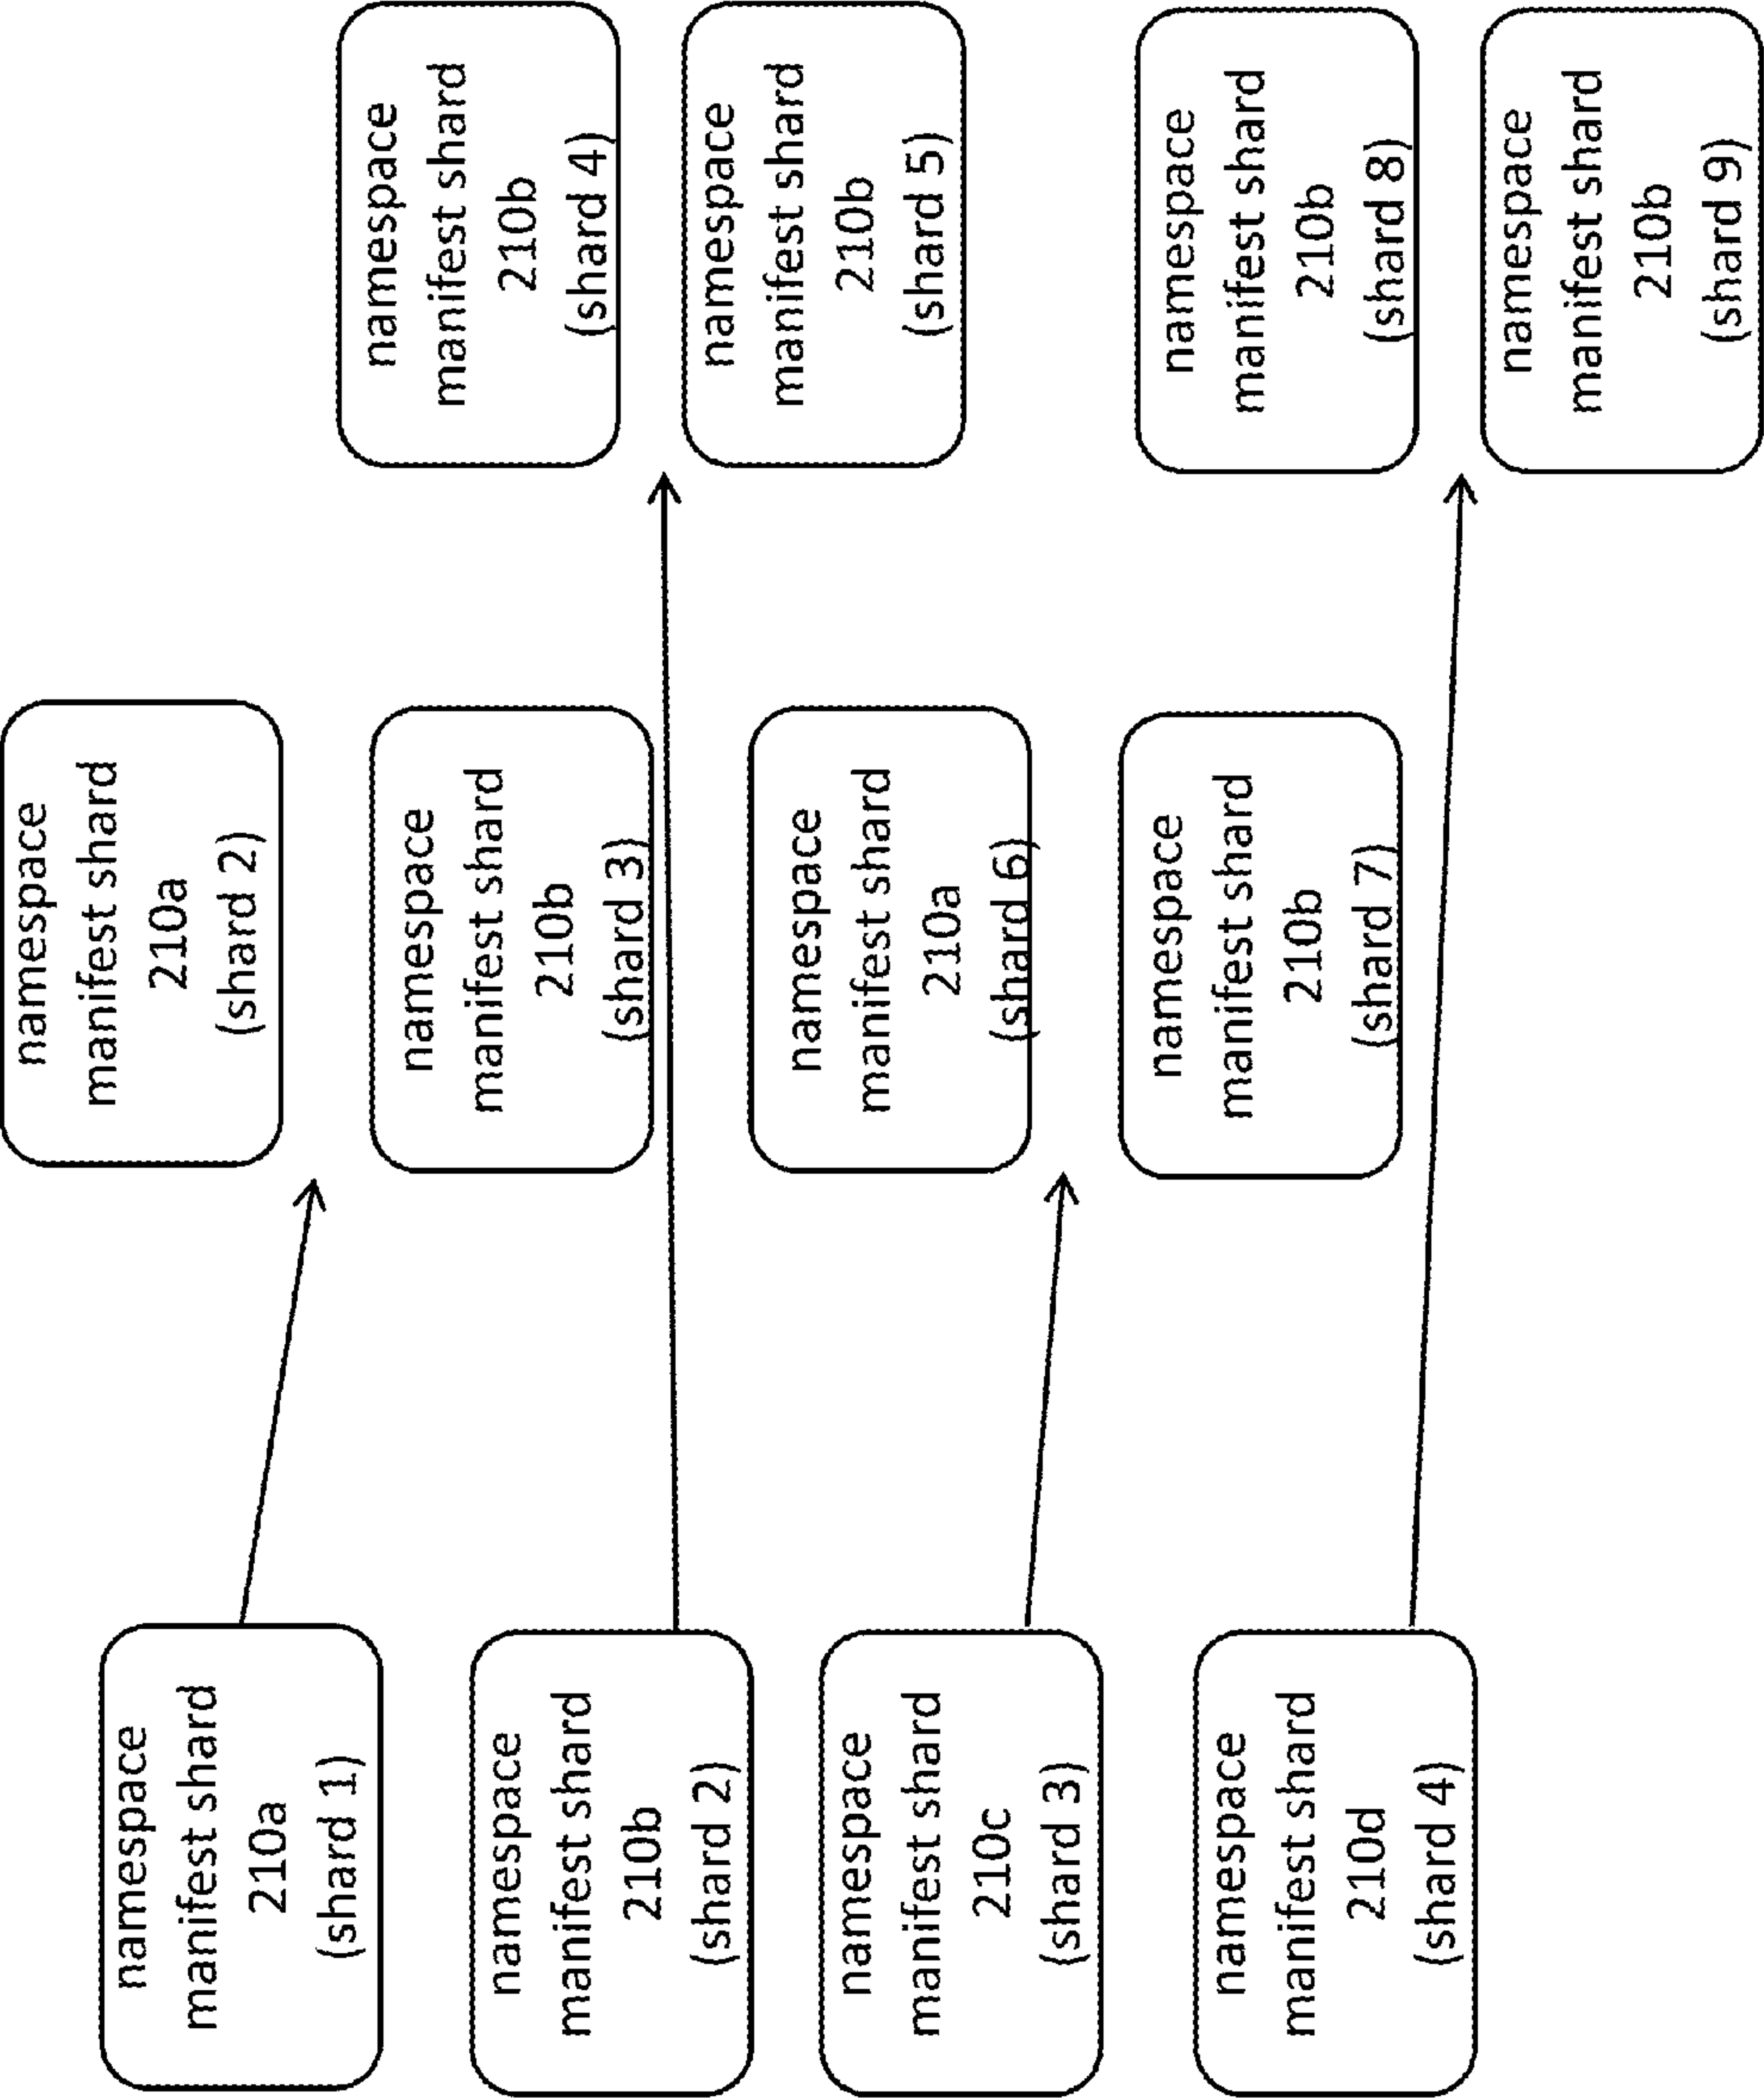 namespace
manifest shard
210a
(shard 1)
namespace
manifest shard
210b
(shard 2)
namespace
manifest shard
210c
(shard 3)
namespace
manifest shard
210d
(shard 4)
namespace
manifest shard
210a
(shard 2)
namespace
manifest shard
210b
(shard 3)
namespace
manifest shard
210a
(shard 6)
namespace
manifest shard
210b
(shard 7)
namespace
manifest shard
210b
(shard 4)
namespace
manifest shard
210b
(shard 5)
namespace
manifest shard
210b
(shard 8)
namespace
manifest shard
210b
(shard 9)